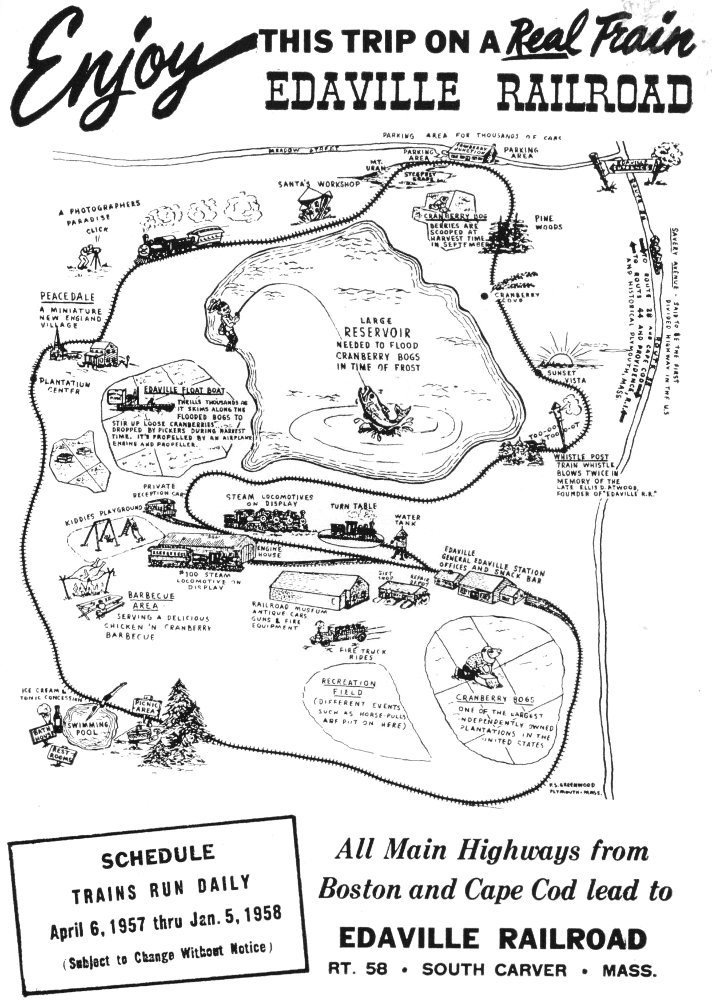 Enjoy THIS TRIP ON A Real Train
EDAVILLE RAILROAD
PARKING AREA FOR THOUSANDS OF CARS
MEADOW STREET
PARKING
AREA
CRANBERRY
JUNCTION
PARKING
AREA
MT.
URAN
STEEPEST
GRADE
EDAVILLE
SANTA'S WORKSHOP
A PHOTOGRAPHERS
PARADISE
CLICK
CRANBERRY BOG
BERRIES ARE
SCOOPED AT
HARVEST TIME
IN SEPTEMBER
PINE
WOODS
CRANBERRY
COVE
ROUTE 58
TO ROUTE 28 AND CAPE COD
TO ROUTE 44 AND PROVIDENCE R.I.
AND HISTORICAL PLYMOUTH, MASS.
SAVERY AVENUE - SAID TO BE THE FIRST
DIVIDED HIGHWAY IN THE U.S.
PEACEDALE
A MINIATURE
NEW ENGLAND
VILLAGE
LARGE
RESERVOIR
NEEDED TO FLOOD
CRANBERRY BOGS
IN TIME OF FROST
SUNSET
VISTA
PLANTATION
CENTER
EDAVILLE FLOAT BOAT
THRILLS THOUSANDS AS
IT SKIMS ALONG THE
FLOODED BOGS TO
STIR UP LOOSE CRANBERRIES
DROPPED BY PICKERS DURING HARVEST
TIME. IT'S PROPELLED BY AN AIRPLANE
ENGINE AND PROPELLER.
WHISTLE POST
TRAIN WHISTLE
BLOWS TWICE IN
MEMORY OF THE
LATE ELLIS D. ATWOOD,
FOUNDER OF "EDAVILLE R.R."
PRIVATE
RECEPTION CAR
STEAM LOCOMOTIVES
ON DISPLAY
TURN TABLE
WATER
TANK
KIDDIES PLAYGROUND
ENGINE
HOUSE
#300 STEAM
LOCOMOTIVE ON
DISPLAY
EDAVILLE
GENERAL EDAVILLE STATION
OFFICES AND SNACK BAR
GIFT
SHOP
REPAIR
DEPOT
BARBECUE
AREA
SERVING A DELICIOUS
CHICKEN 'N CRANBERRY
BARBECUE
RAILROAD MUSEUM
ANTIQUE CARS
GUNS & FIRE
EQUIPMENT
FIRE TRUCK
RIDES
RECREATION
FIELD
(DIFFERENT EVENTS
SUCH AS HORSE-PULLS
ARE PUT ON HERE)
CRANBERRY BOGS
ONE OF THE LARGEST
INDEPENDENTLY OWNED
PLANTATIONS IN THE
UNITED STATES
ICE CREAM &
TONIC CONCESSION
PICNIC
AREA
SWIMMING
POOL
BATH
HOUSE
REST
ROOMS
P.S. GREENWOOD
PLYMOUTH - MASS.
SCHEDULE
TRAINS RUN DAILY
April 6, 1957 thru Jan. 5, 1958
(Subject to Change Without Notice)
All Main Highways from
Boston and Cape Cod lead to
EDAVILLE RAILROAD
RT. 58 • SOUTH CARVER • MASS.